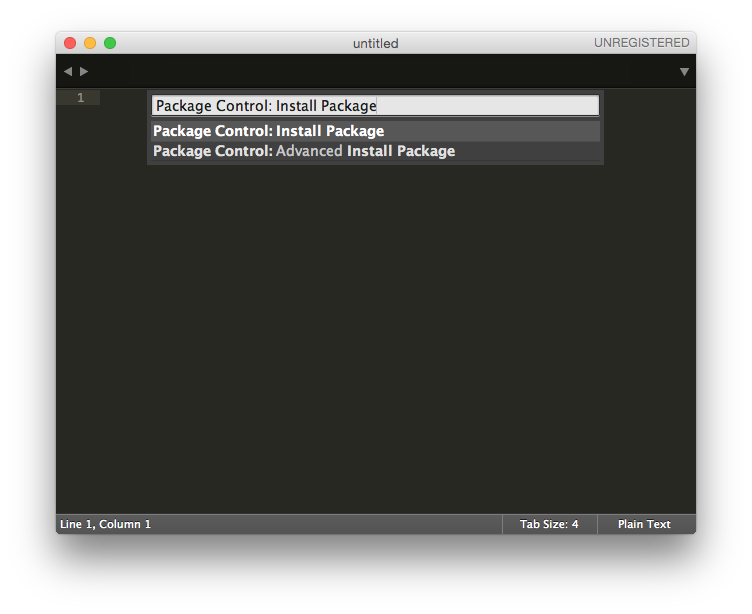 untitled
UNREGISTERED
1
Package Control: Install Package
Package Control: Install Package
Package Control: Advanced Install Package
Line 1, Column 1
Tab Size: 4
Plain Text